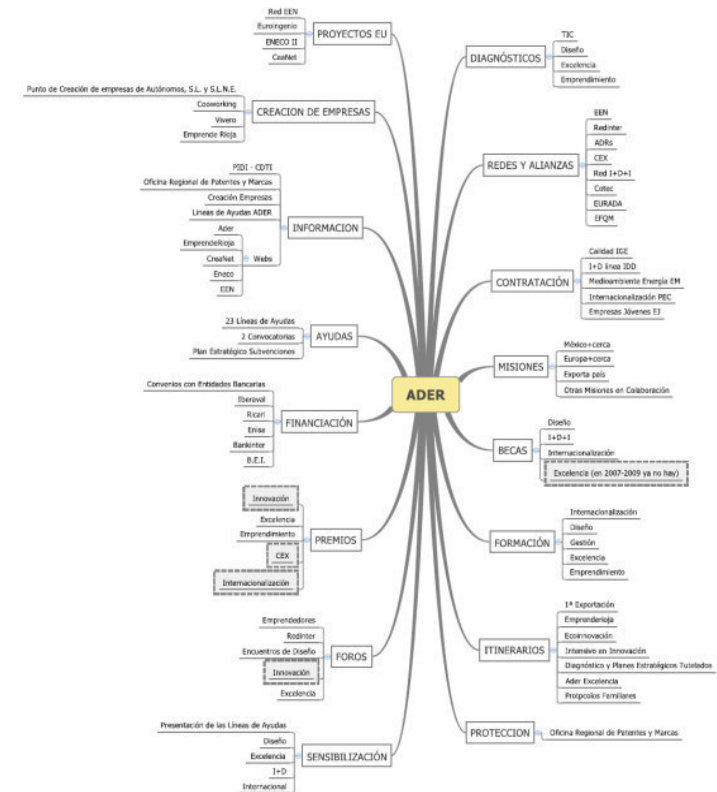 Red EEN
Euroingenio
ENECO II
CeaNet
PROYECTOS EU
Punto de Creación de empresas de Autónomos, S.L. y S.L.N.E.
Cooworking
Vivero
Emprende Rioja
CREACION DE EMPRESAS
PIDI - CDTI
Oficina Regional de Patentes y Marcas
Creación Empresas
Lineas de Ayudas ADER
Ader
EmprendeRioja
CreaNet
Eneco
EEN
Webs
INFORMACION
23 Líneas de Ayudas
2 Convocatorias
Plan Estratégico Subvenciones
AYUDAS
Convenios con Entidades Bancarias
Iberaval
Ricari
Enisa
Bankinter
B.E.I.
FINANCIACIÓN
Innovación
Excelencia
Emprendimiento
CEX
Internacionalización
PREMIOS
Emprendedores
Redinter
Encuentros de Diseño
Innovación
Excelencia
FOROS
Presentación de las Líneas de Ayudas
Diseño
Excelencia
I+D
Internacional
SENSIBILIZACIÓN
ADER
DIAGNÓSTICOS
TIC
Diseño
Excelencia
Emprendimiento
REDES Y ALIANZAS
EEN
Redinter
ADRs
CEX
Red I+D+I
Cotec
EURADA
EFQM
CONTRATACIÓN
Calidad IGE
I+D linea IDD
Medioambiente Energía EM
Internacionalización PEC
Empresas Jóvenes EJ
MISIONES
México+cerca
Europa+cerca
Exporta país
Otras Misiones en Colaboración
BECAS
Diseño
I+D+I
Internacionalización
Excelencia (en 2007-2009 ya no hay)
FORMACIÓN
Internacionalización
Diseño
Gestión
Excelencia
Emprendimiento
ITINERARIOS
1ª Exportación
Emprenderioja
Ecoinnovación
Intensivo en Innovación
Diagnóstico y Planes Estratégicos Tutelados
Ader Excelencia
Protocolos Familiares
PROTECCION
Oficina Regional de Patentes y Marcas